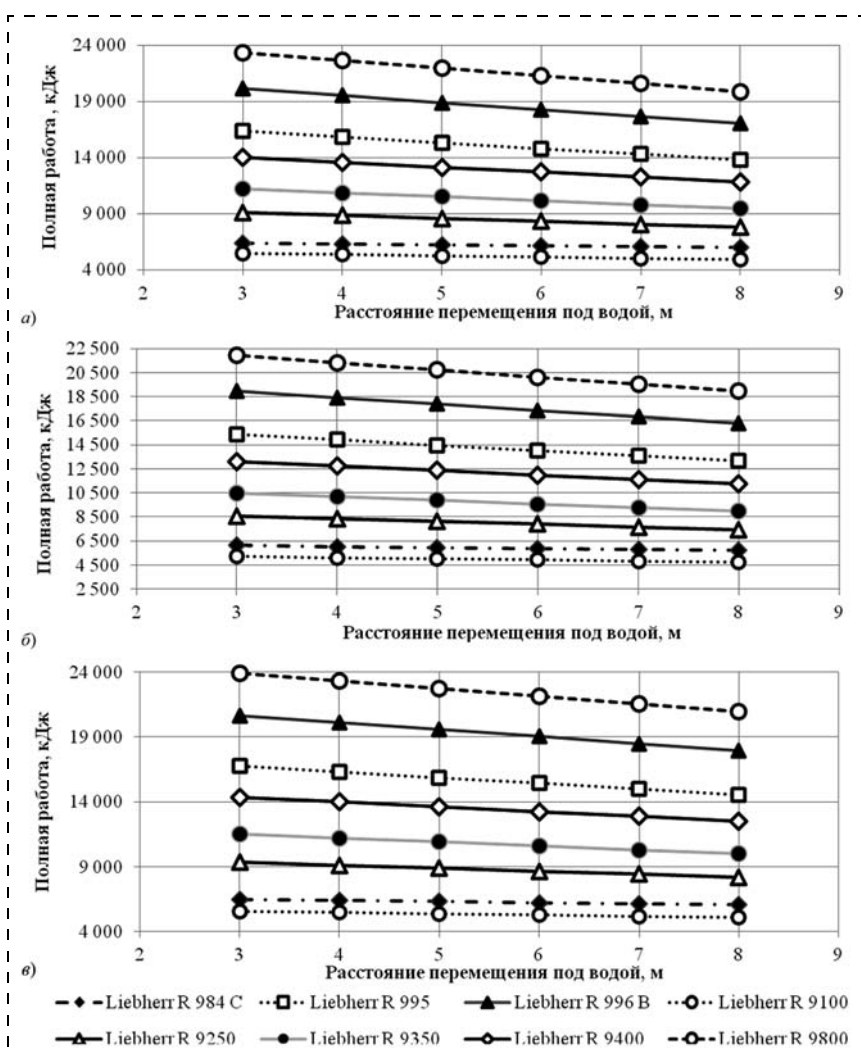 24 000
19 000
14 000
9 000
4 000
Полная работа , кДж
2 3 4 5 6 7 8 9
а)
Расстояние перемещения под водой, м
22 500
20 500
18 500
16 500
14 500
12 500
10 500
8 500
6 500
4 500
2 500
Полная работа, кДж
2 3 4 5 6 7 8 9
б)
Расстояние перемещения под водой, м
24 000
19 000
14 000
9 000
4 000
Полная работа, кДж
2 3 4 5 6 7 8 9
в)
Расстояние перемещения под водой, м
Liebherr R 984 C Liebherr R 995 Liebherr R 996 B Liebherr R 9100
Liebherr R 9250 Liebherr R 9350 Liebherr R 9400 Liebherr R 9800